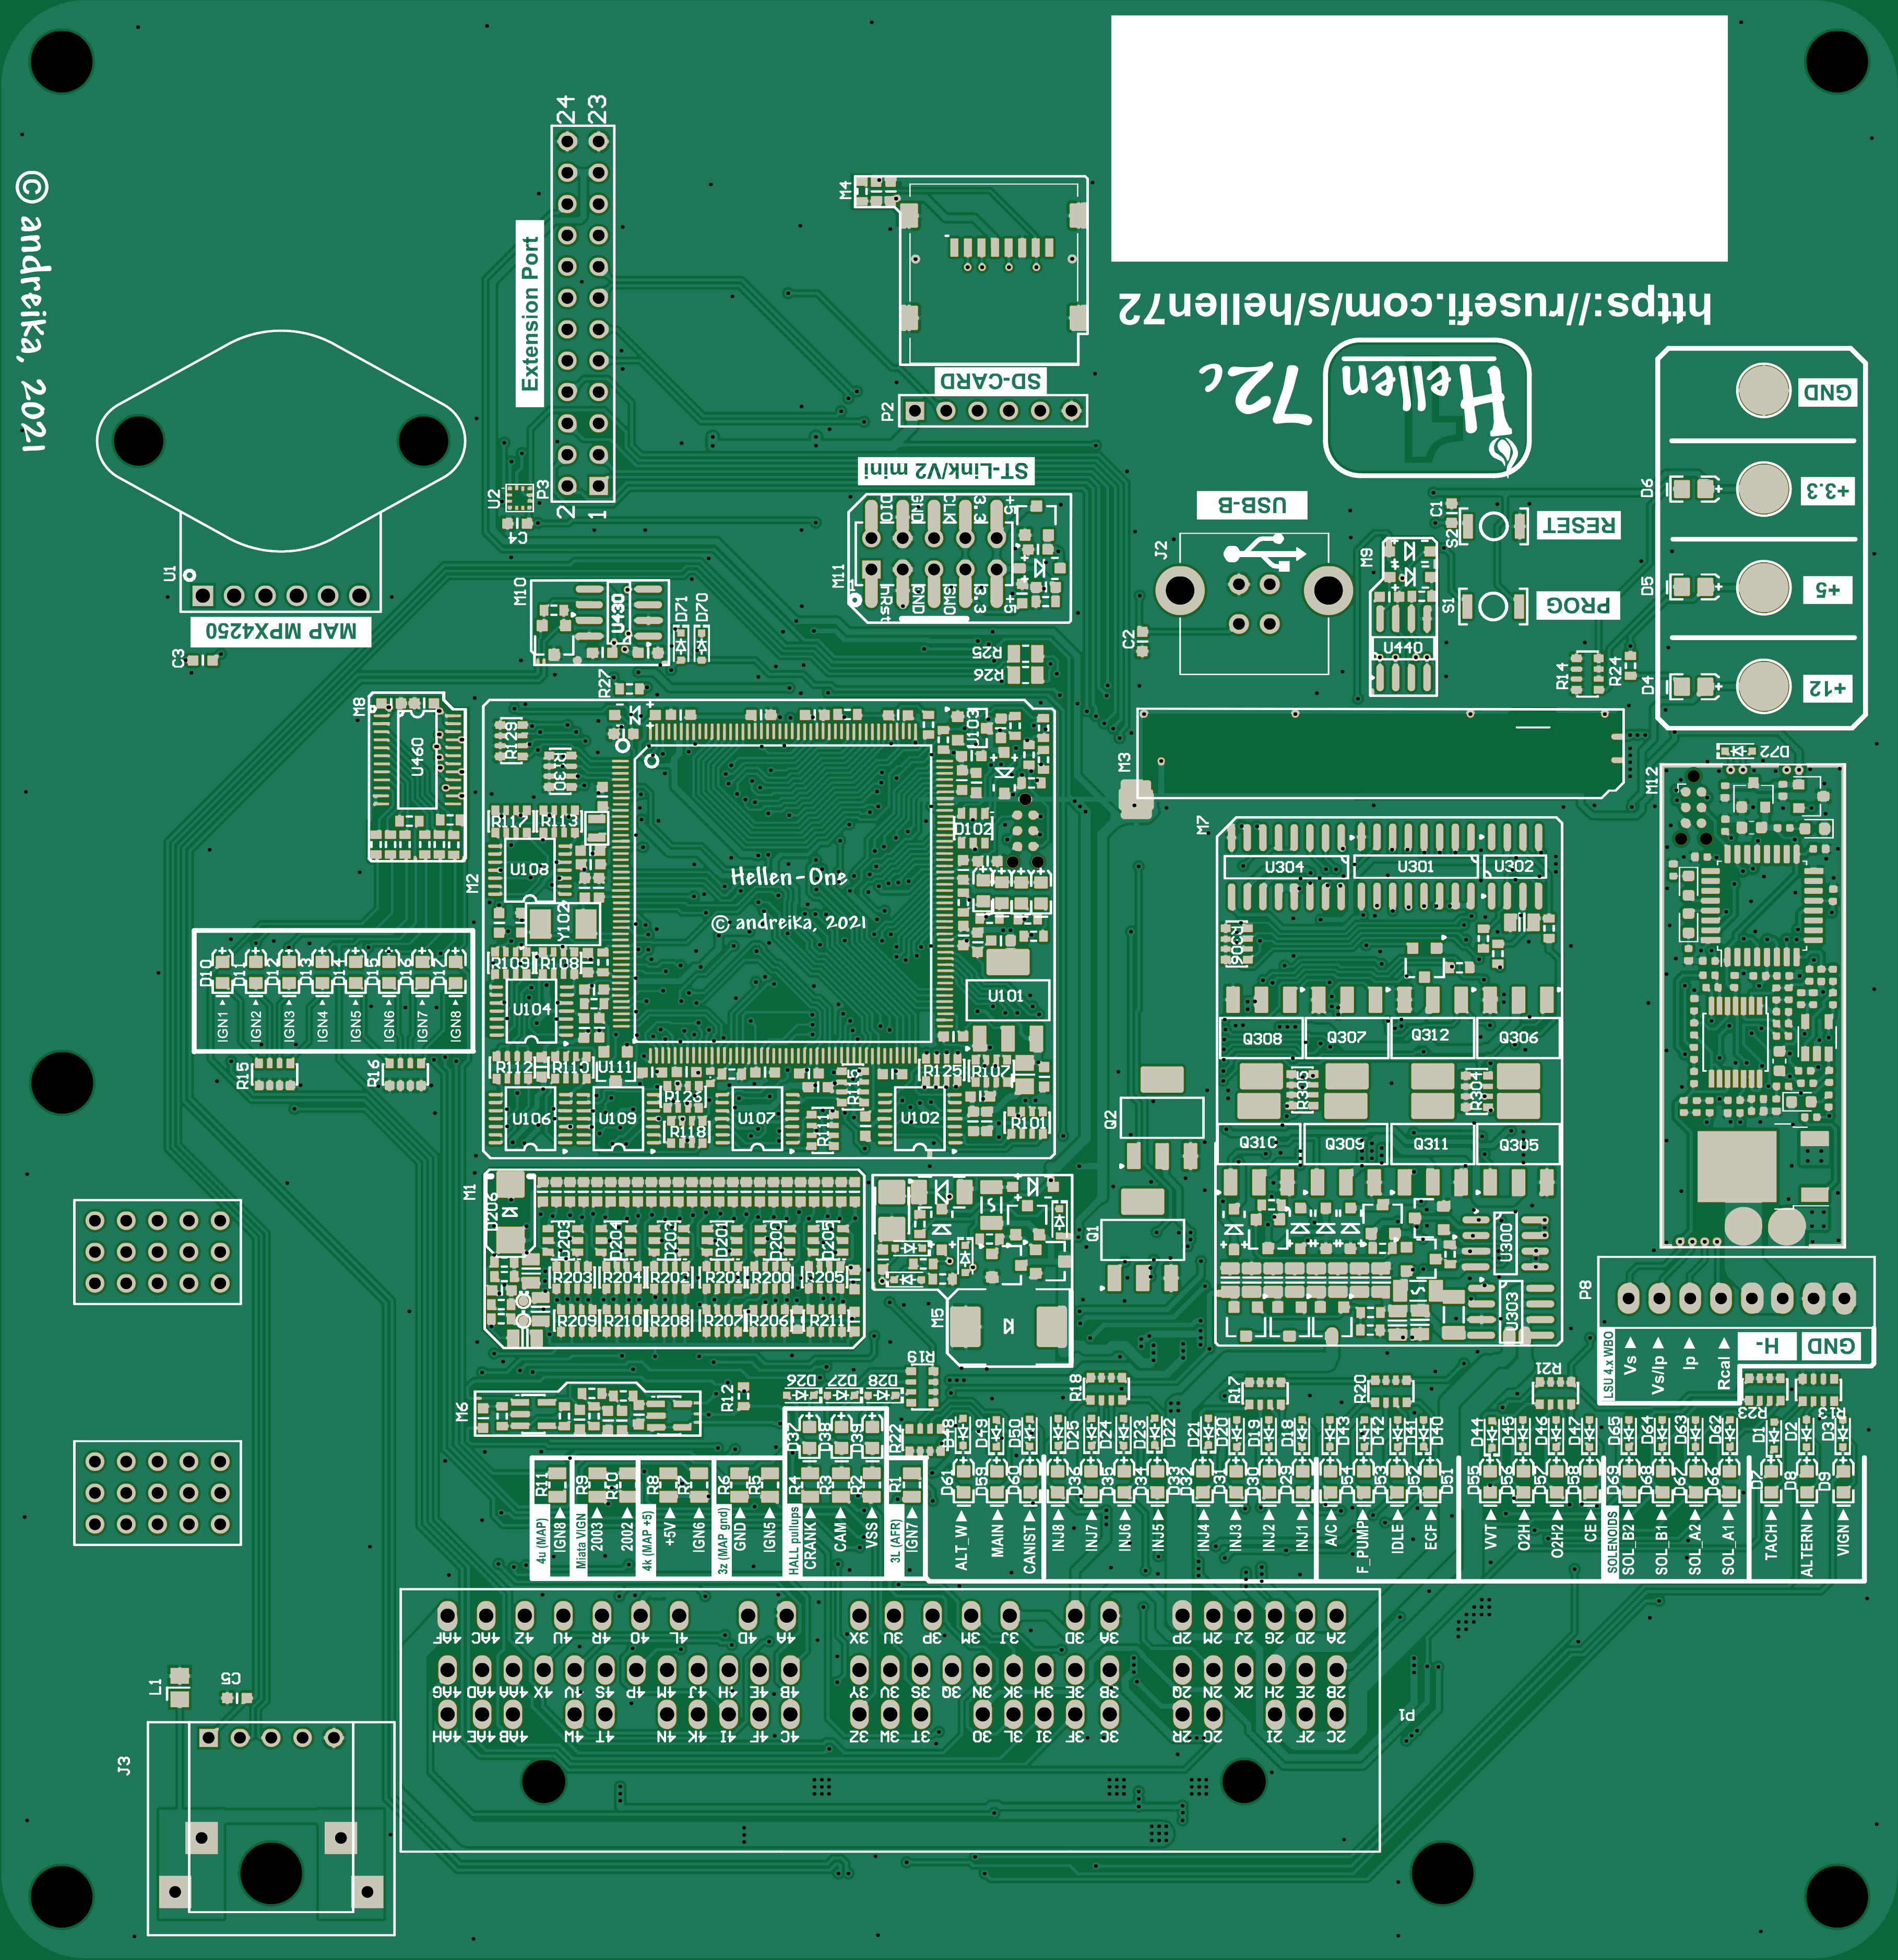 © andreika, 2021
24 23
Extension Port
2 1
P3
U2
C4
M4
SD-CARD
P2
https://rusefi.com/s/hellen72
Hellen
72c
GND
+3.3
+5
+12
D6
D5
D4
ST-Link/V2 mini
DIO GND CLK 3.3 +5
nRst GND GND 3.3 +5
M11
USB-B
J2
C1
S2
RESET
S1
PROG
M9
U440
C2
R14
R24
U1
MAP MPX4250
C3
M10
U430
D71
D70
R25
R26
R27
M8
U460
M3
M12
D72
M2
R129
R130
U103
R117 R113
U108
D102
Y102
Hellen-One
© andreika, 2021
R109 R108
U104
U101
R112 R110 U111
R123
R118
R115
R111
R125 R107
U106 U109 U107 U102
R101
M7
U304 U301 U302
R306
Q308 Q307 Q312 Q306
R305 R304
Q310 Q309 Q311 Q305
U300
U303
Q2
Q1
D10 D11 D12 D13 D14 D15 D16 D17
IGN1 IGN2 IGN3 IGN4 IGN5 IGN6 IGN7 IGN8
R15
R16
M1
D206
D203 D204 D202 D201 D200 D205
R203 R204 R202 R201 R200 R205
R209 R210 R208 R207 R206 R211
M5
M6
R12
D26 D27 D28
R19
R18
R17
R20
R21
R23
R13
P8
LSU 4.x WBO
Vs
Vs/Ip
Ip
Rcal
H-
GND
D37 D38 D39
R22
D48 D49 D50 D25 D24 D23 D22 D21 D20 D19 D18 D43 D42 D41 D40 D44 D45 D46 D47 D65 D64 D63 D62 D1 D2 D3
D61 D59 D60 D36 D35 D34 D33 D32 D31 D30 D29 D54 D53 D52 D51 D55 D56 D57 D58 D69 D68 D67 D66 D7 D8 D9
R11 R9 R10 R8 R7 R6 R5 R4 R3 R2 R1
4u (MAP)
IGN8
Miata VIGN
2003
2002
4k (MAP +5)
+5V
IGN6
3z (MAP gnd)
GND
IGN5
HALL pullups
CRANK
CAM
VSS
3L (AFR)
IGN7
ALT_W
MAIN
CANIST
INJ8
INJ7
INJ6
INJ5
INJ4
INJ3
INJ2
INJ1
A/C
F_PUMP
IDLE
ECF
VVT
O2H
O2H2
CE
SOLENOIDS
SOL_B2
SOL_B1
SOL_A2
SOL_A1
TACH
ALTERN
VIGN
4AF 4AC 4Z 4U 4R 4O 4L 4D 4A 3X 3U 3P 3M 3J 3D 3A 2P 2M 2J 2G 2D 2A
4AG 4AD 4AA 4X 4V 4S 4P 4M 4J 4H 4E 4B 3Y 3V 3S 3Q 3N 3K 3H 3E 3B 2Q 2N 2K 2H 2E 2B
4AH 4AE 4AB 4W 4T 4N 4K 4I 4F 4C 3Z 3W 3T 3O 3L 3I 3F 3C 2R 2O 2I 2F 2C
P1
L1
C5
J3